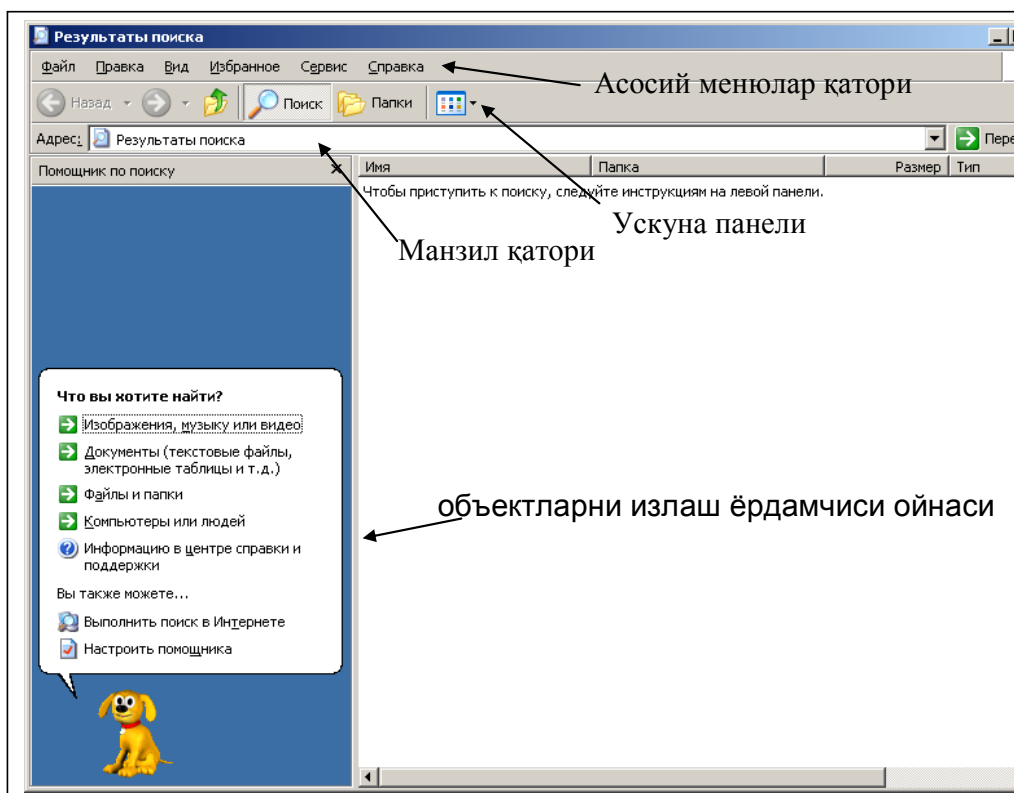 Результаты поиска
Файл Правка Вид Избранное Сервис Справка
Асосий менюлар қатори
Назад Поиск Папки
Адрес: Результаты поиска
Помощник по поиску
Имя Папка Размер Тип
Чтобы приступить к поиску, следуйте инструкциям на левой панели.
Ускуна панели
Манзил қатори
Что вы хотите найти?
Изображения, музыку или видео
Документы (текстовые файлы,
электронные таблицы и т.д.)
Файлы и папки
объектларни излаш ёрдамчиси ойнаси
Компьютеры или людей
Информацию в центре справки и
поддержки
Вы также можете...
Выполнить поиск в Интернете
Настроить помощника